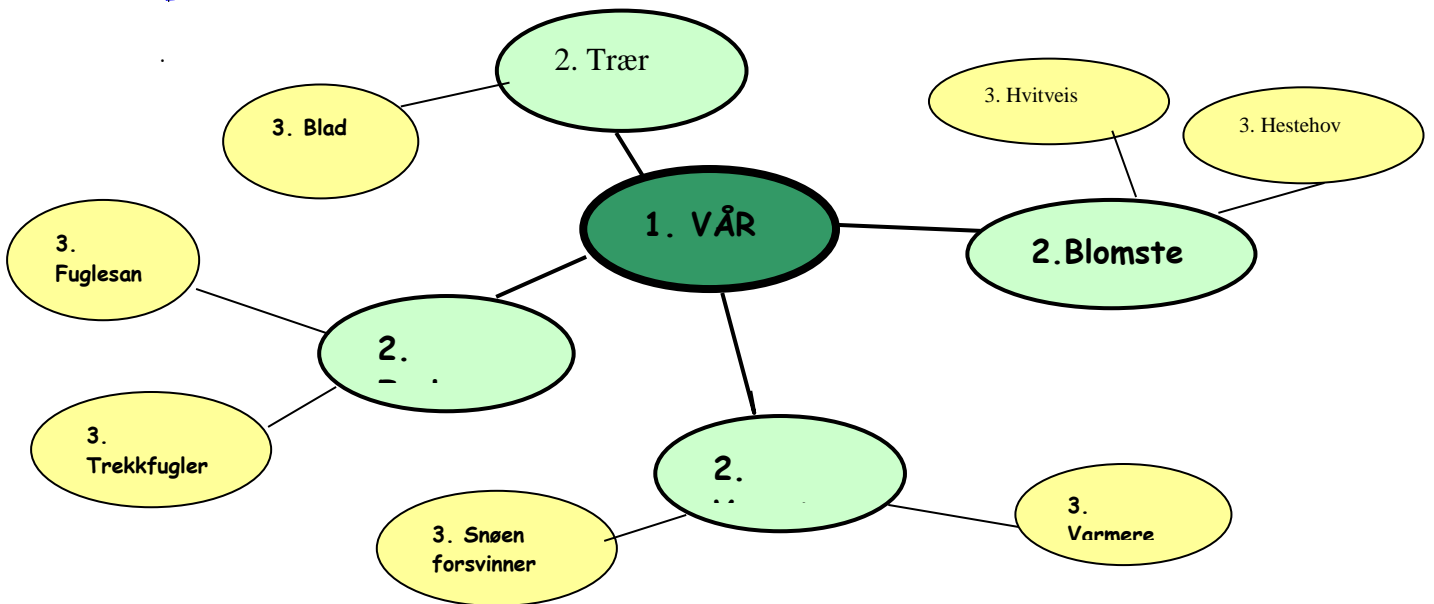 2. Trær
3. Hvitveis
3. Hestehov
3. Blad
1. VÅR
3.
Fuglesan
2.Blomste
2.
3.
Trekkfugler
2.
3. Snøen
forsvinner
3.
Varmere